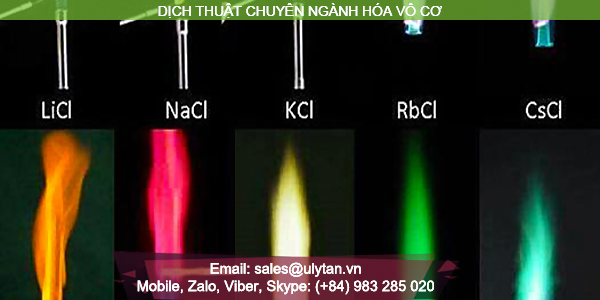 DỊCH THUẬT CHUYÊN NGÀNH HÓA VÔ CƠ
LiCl NaCl KCl RbCl CsCl
Email: sales@ulytan.vn
Mobile, Zalo, Viber, Skype: (+84) 983 285 020